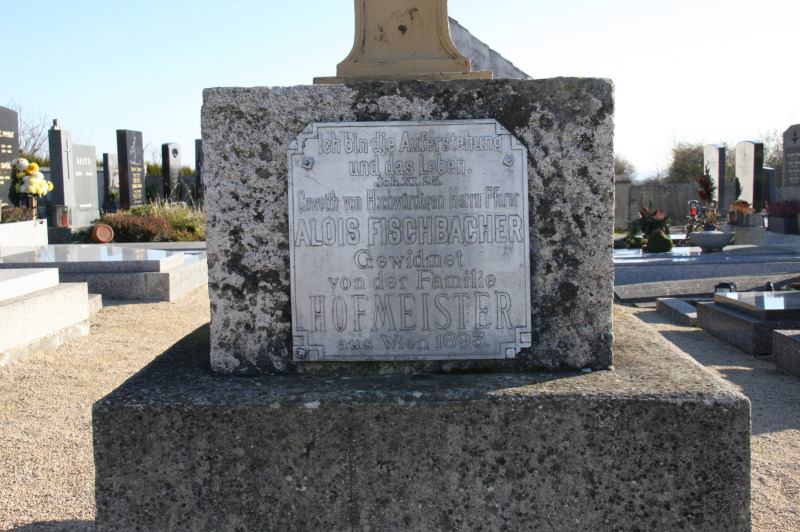 Ich bin die Auferstehung
und das Leben.
Joh. XI. 25.
Geweiht von Hochwürdigen Herrn Pfarrer
ALOIS FISCHBACHER
Gewidmet
von der Familie
HOFMEISTER
aus Wien 1895.